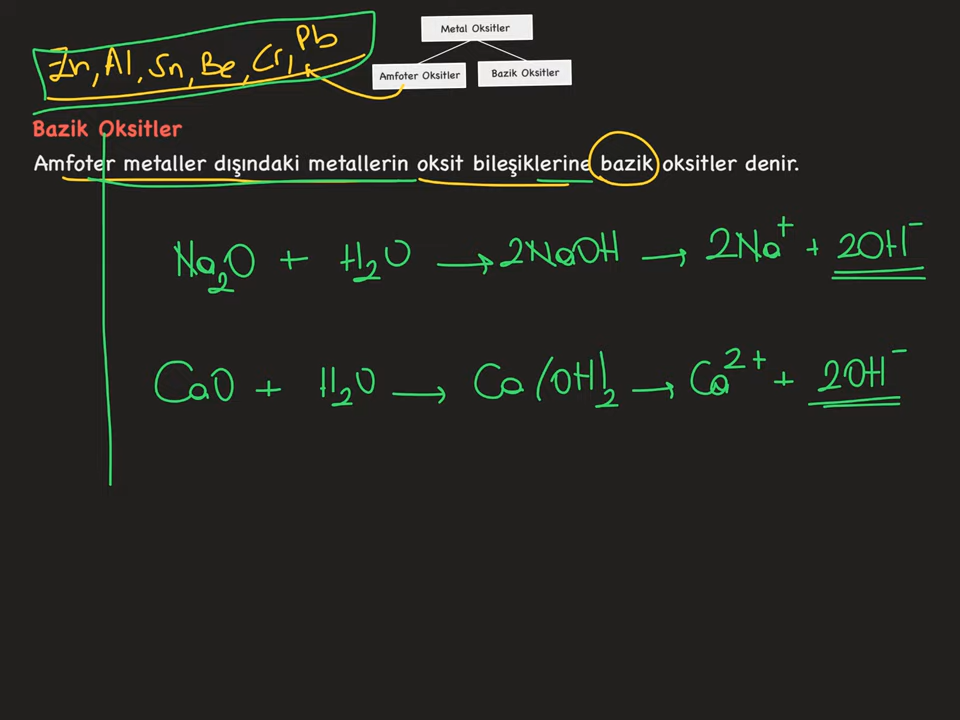 Metal Oksitler
Zn, Al, Sn, Be, Cr, Pb
Amfoter Oksitler Bazik Oksitler
Bazik Oksitler
Amfoter metaller dışındaki metallerin oksit bileşiklerine bazik oksitler denir.
Na₂O + H₂O → 2NaOH → 2Na⁺ + 2OH⁻
CaO + H₂O → Ca(OH)₂ → Ca²⁺ + 2OH⁻